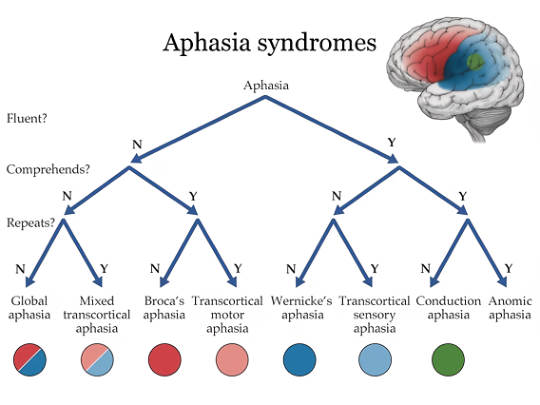 Aphasia syndromes
Aphasia
Fluent?
N Y
Comprehends?
N Y N Y
Repeats?
N Y N Y N Y N Y
Global aphasia
Mixed transcortical aphasia
Broca's aphasia
Transcortical motor aphasia
Wernicke's aphasia
Transcortical sensory aphasia
Conduction aphasia
Anomic aphasia